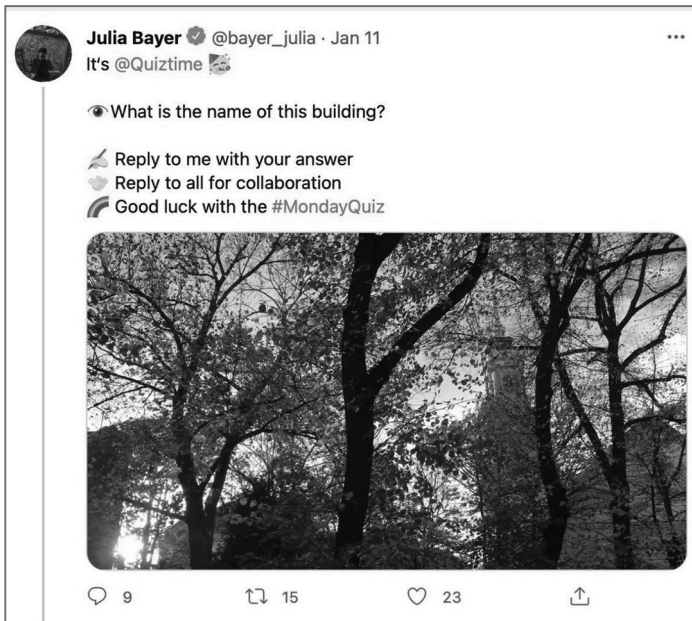 Julia Bayer @bayer_julia · Jan 11
It's @Quiztime
What is the name of this building?
Reply to me with your answer
Reply to all for collaboration
Good luck with the #MondayQuiz
9 15 23